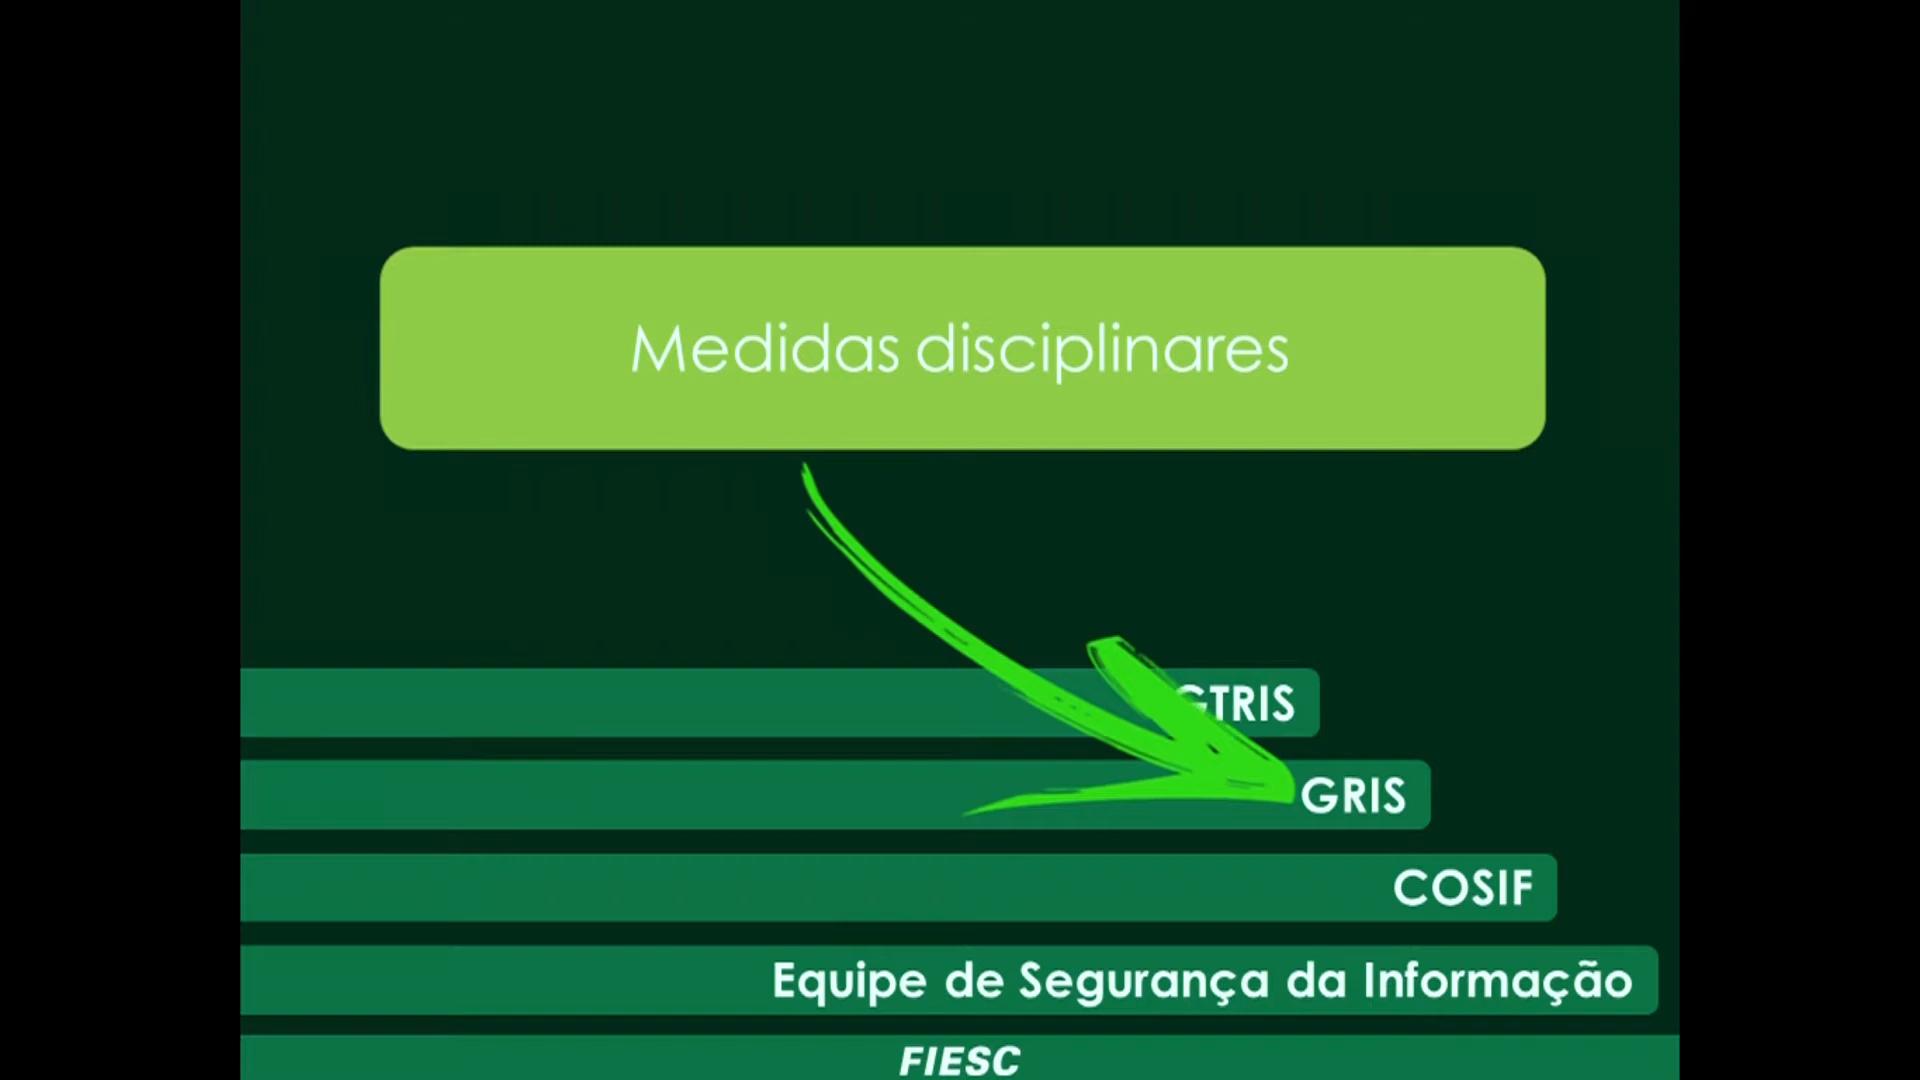 Medidas disciplinares
GTRIS
GRIS
COSIF
Equipe de Segurança da Informação
FIESC